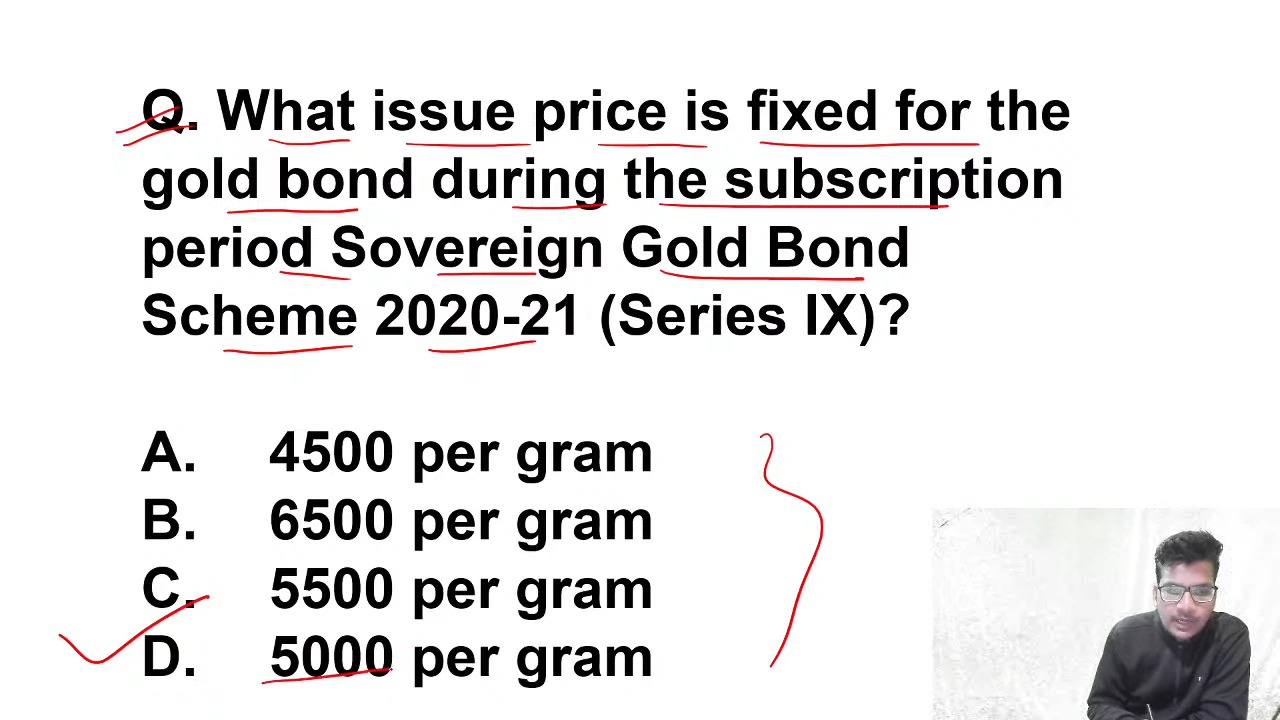 Q. What issue price is fixed for the
gold bond during the subscription
period Sovereign Gold Bond
Scheme 2020-21 (Series IX)?
A. 4500 per gram
B. 6500 per gram
C. 5500 per gram
D. 5000 per gram